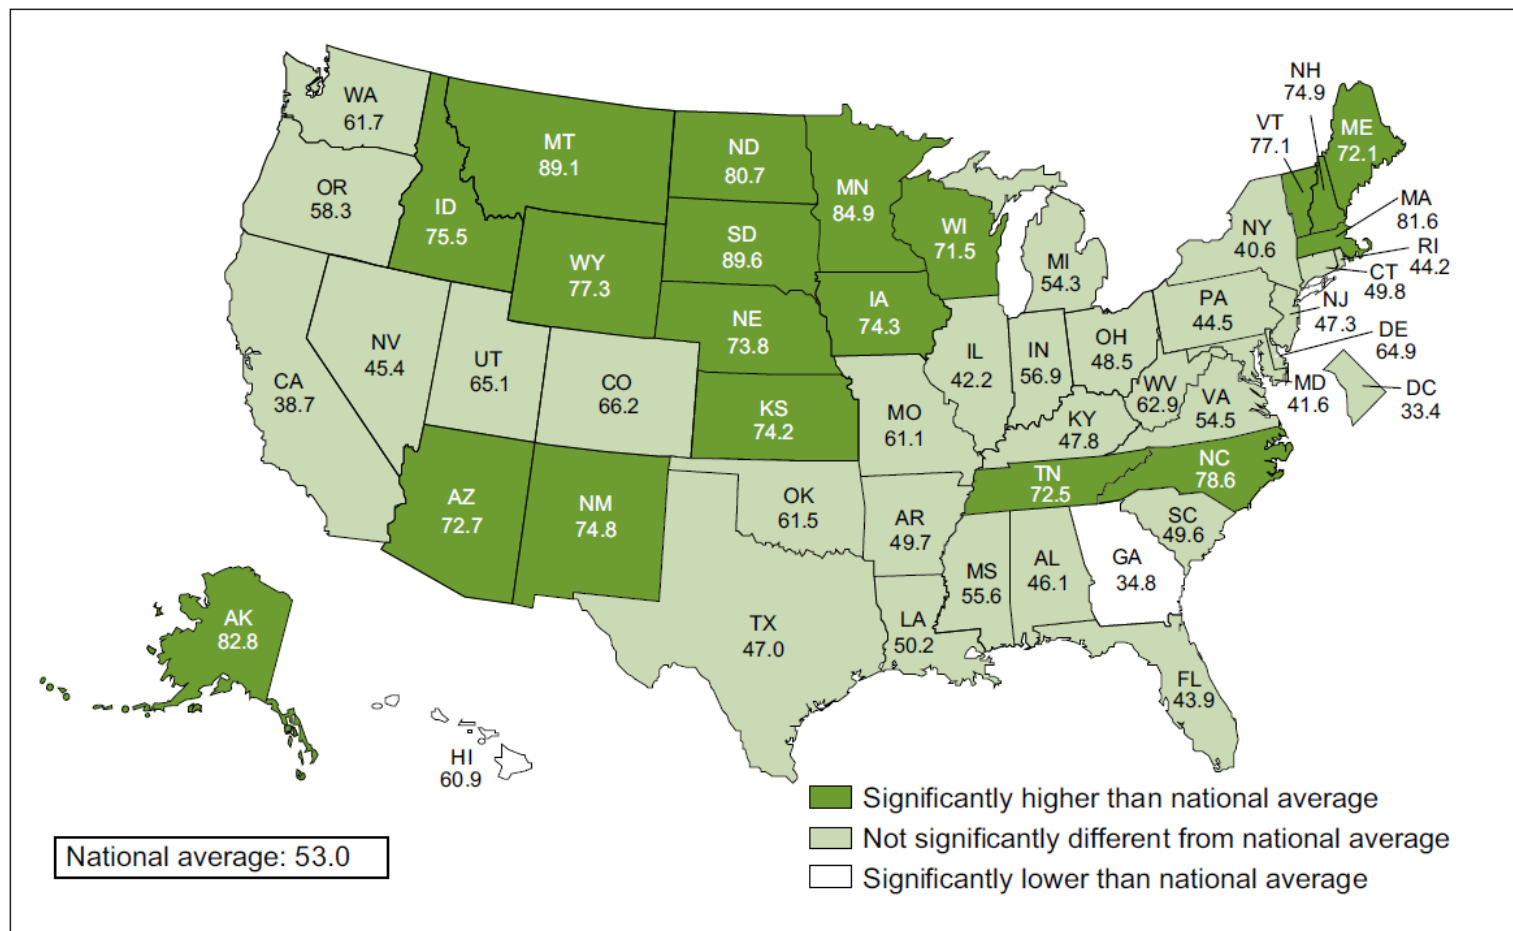 NH
74.9
VT
77.1
ME
72.1
WA
61.7
MT
89.1
ND
80.7
MN
84.9
OR
58.3
ID
75.5
SD
89.6
WI
71.5
MI
54.3
NY
40.6
MA
81.6
RI
44.2
CT
49.8
WY
77.3
IA
74.3
NE
73.8
PA
44.5
NJ
47.3
DE
64.9
NV
45.4
UT
65.1
CO
66.2
CA
38.7
IL
42.2
IN
56.9
OH
48.5
WV
62.9
VA
54.5
MD
41.6
DC
33.4
KS
74.2
MO
61.1
KY
47.8
TN
72.5
NC
78.6
AZ
72.7
NM
74.8
OK
61.5
AR
49.7
SC
49.6
MS
55.6
AL
46.1
GA
34.8
TX
47.0
LA
50.2
FL
43.9
AK
82.8
HI
60.9
Significantly higher than national average
Not significantly different from national average
Significantly lower than national average
National average: 53.0